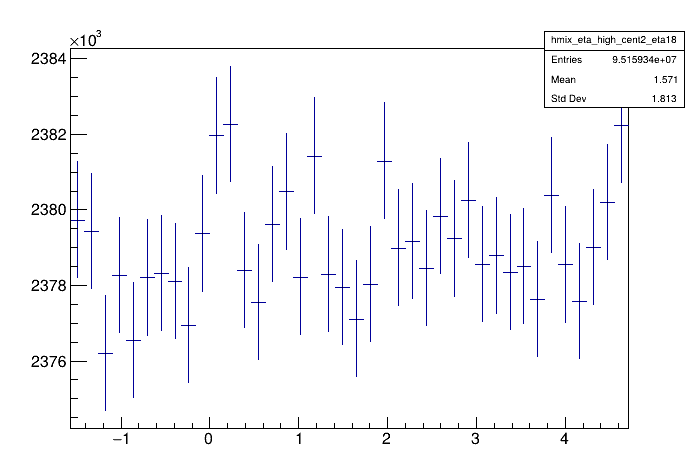 ×10³
hmix_eta_high_cent2_eta18
Entries 9.515934e+07
Mean 1.571
Std Dev 1.813
2384
2382
2380
2378
2376
−1 0 1 2 3 4